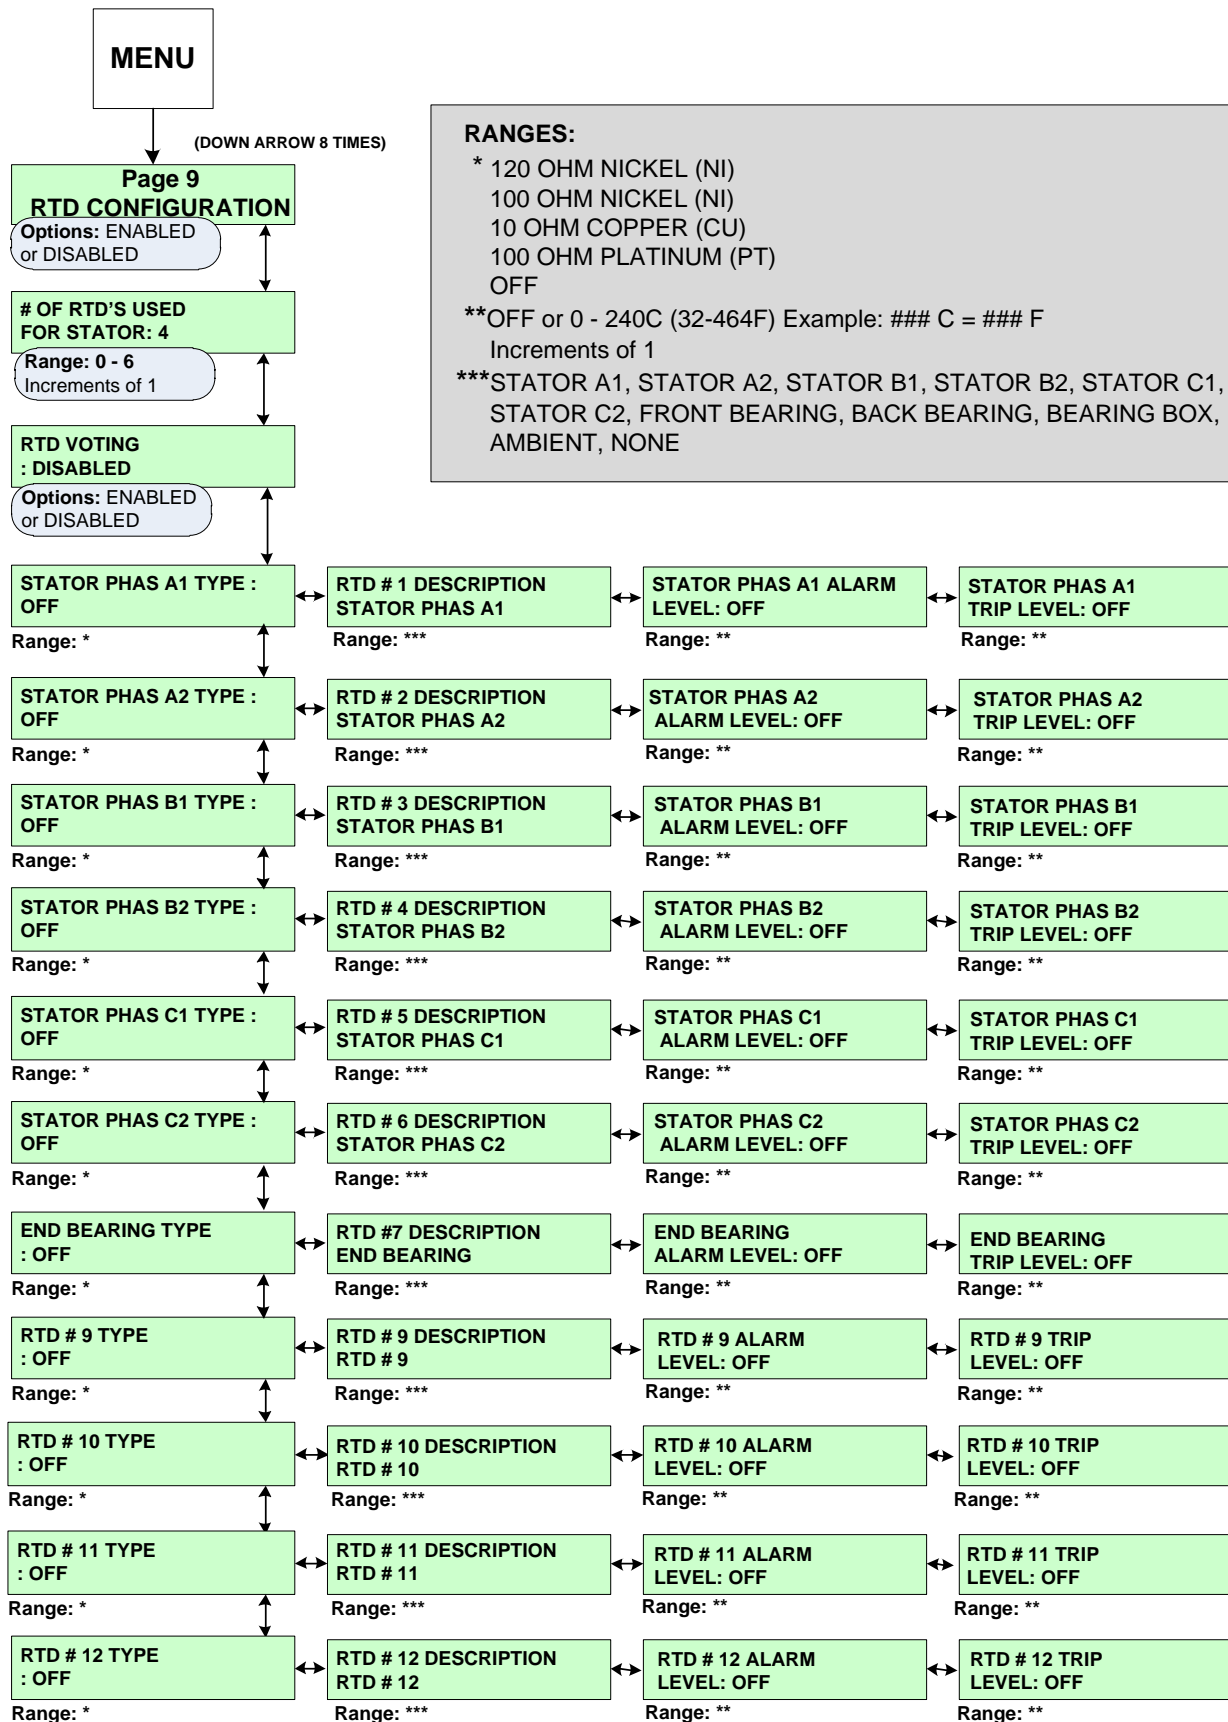 MENU
(DOWN ARROW 8 TIMES)
Page 9
RTD CONFIGURATION
Options: ENABLED
or DISABLED
# OF RTD'S USED
FOR STATOR: 4
Range: 0 - 6
Increments of 1
RTD VOTING
: DISABLED
Options: ENABLED
or DISABLED
RANGES:
* 120 OHM NICKEL (NI)
100 OHM NICKEL (NI)
10 OHM COPPER (CU)
100 OHM PLATINUM (PT)
OFF
**OFF or 0 - 240C (32-464F) Example: ### C = ### F
Increments of 1
***STATOR A1, STATOR A2, STATOR B1, STATOR B2, STATOR C1,
STATOR C2, FRONT BEARING, BACK BEARING, BEARING BOX,
AMBIENT, NONE
STATOR PHAS A1 TYPE :
OFF
Range: *
RTD # 1 DESCRIPTION
STATOR PHAS A1
Range: ***
STATOR PHAS A1 ALARM
LEVEL: OFF
Range: **
STATOR PHAS A1
TRIP LEVEL: OFF
Range: **
STATOR PHAS A2 TYPE :
OFF
Range: *
RTD # 2 DESCRIPTION
STATOR PHAS A2
Range: ***
STATOR PHAS A2
ALARM LEVEL: OFF
Range: **
STATOR PHAS A2
TRIP LEVEL: OFF
Range: **
STATOR PHAS B1 TYPE :
OFF
Range: *
RTD # 3 DESCRIPTION
STATOR PHAS B1
Range: ***
STATOR PHAS B1
ALARM LEVEL: OFF
Range: **
STATOR PHAS B1
TRIP LEVEL: OFF
Range: **
STATOR PHAS B2 TYPE :
OFF
Range: *
RTD # 4 DESCRIPTION
STATOR PHAS B2
Range: ***
STATOR PHAS B2
ALARM LEVEL: OFF
Range: **
STATOR PHAS B2
TRIP LEVEL: OFF
Range: **
STATOR PHAS C1 TYPE :
OFF
Range: *
RTD # 5 DESCRIPTION
STATOR PHAS C1
Range: ***
STATOR PHAS C1
ALARM LEVEL: OFF
Range: **
STATOR PHAS C1
TRIP LEVEL: OFF
Range: **
STATOR PHAS C2 TYPE :
OFF
Range: *
RTD # 6 DESCRIPTION
STATOR PHAS C2
Range: ***
STATOR PHAS C2
ALARM LEVEL: OFF
Range: **
STATOR PHAS C2
TRIP LEVEL: OFF
Range: **
END BEARING TYPE
: OFF
Range: *
RTD #7 DESCRIPTION
END BEARING
Range: ***
END BEARING
ALARM LEVEL: OFF
Range: **
END BEARING
TRIP LEVEL: OFF
Range: **
RTD # 9 TYPE
: OFF
Range: *
RTD # 9 DESCRIPTION
RTD # 9
Range: ***
RTD # 9 ALARM
LEVEL: OFF
Range: **
RTD # 9 TRIP
LEVEL: OFF
Range: **
RTD # 10 TYPE
: OFF
Range: *
RTD # 10 DESCRIPTION
RTD # 10
Range: ***
RTD # 10 ALARM
LEVEL: OFF
Range: **
RTD # 10 TRIP
LEVEL: OFF
Range: **
RTD # 11 TYPE
: OFF
Range: *
RTD # 11 DESCRIPTION
RTD # 11
Range: ***
RTD # 11 ALARM
LEVEL: OFF
Range: **
RTD # 11 TRIP
LEVEL: OFF
Range: **
RTD # 12 TYPE
: OFF
Range: *
RTD # 12 DESCRIPTION
RTD # 12
Range: ***
RTD # 12 ALARM
LEVEL: OFF
Range: **
RTD # 12 TRIP
LEVEL: OFF
Range: **